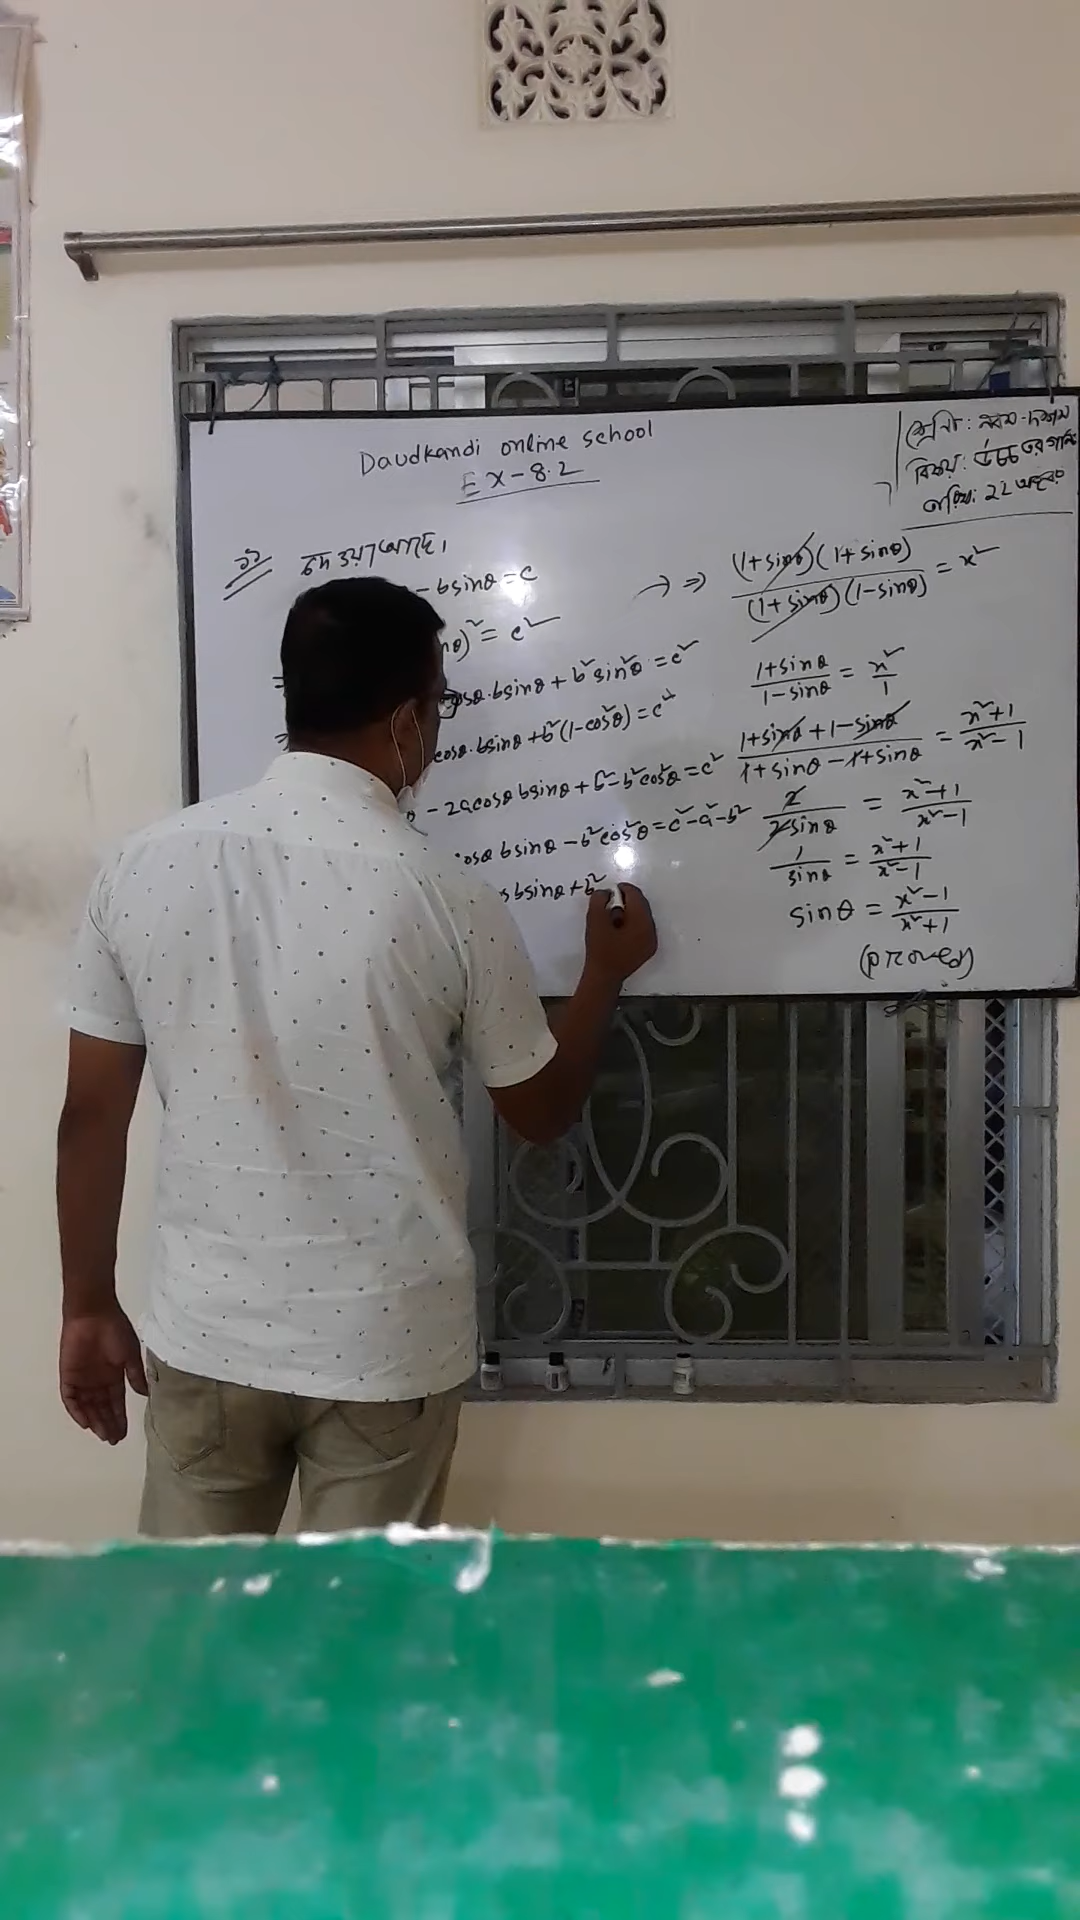 Daudkandi online school
Ex-8.2
শ্রেণী: নবম-দশম
বিষয়: উচ্চতর গণিত
তারিখ: 22
১১
দেওয়া আছে।
- bsinθ = c
nθ)² = c²
cosθ.bsinθ + b²sin²θ = c²
cosθ.bsinθ + b²(1-cos²θ) = c²
- 2acosθ bsinθ + b² - b²cos²θ = c²
cosθ bsinθ - b²cos²θ = c² - a² - b²
bsinθ + b²
⇒ (1+sinθ)(1+sinθ) / (1+sinθ)(1-sinθ) = x²
1+sinθ / 1-sinθ = x² / 1
1+sinθ+1-sinθ / 1+sinθ-1+sinθ = x²+1 / x²-1
2 / 2sinθ = x²+1 / x²-1
1 / sinθ = x²+1 / x²-1
sinθ = x²-1 / x²+1
(proved)